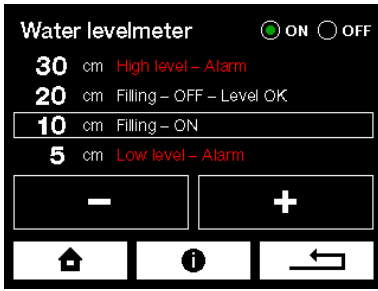 Water levelmeter ON OFF
30 cm High level – Alarm
20 cm Filling – OFF – Level OK
10 cm Filling – ON
5 cm Low level – Alarm
– +
i